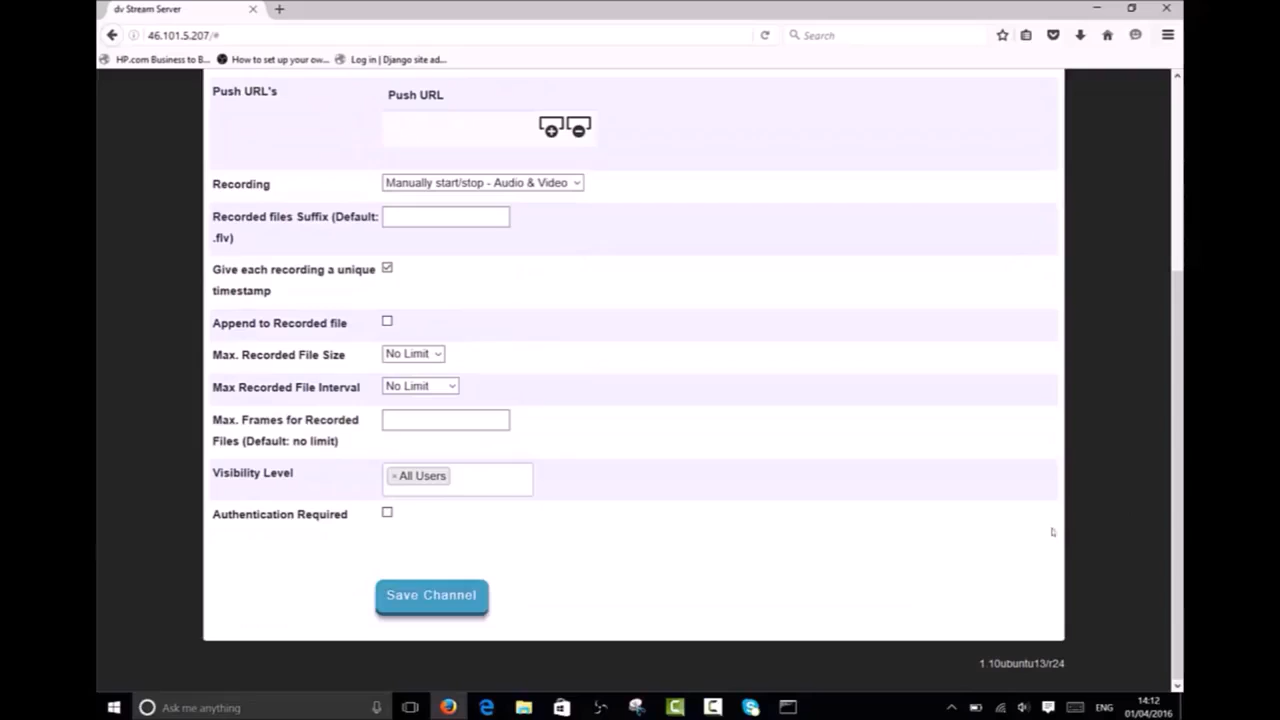 dv Stream Server
46.101.5.207/#
Search
HP.com Business to B...
How to set up your ow...
Log in | Django site ad...
Push URL's
Push URL
Recording
Manually start/stop - Audio & Video
Recorded files Suffix (Default:
.flv)
Give each recording a unique
timestamp
Append to Recorded file
Max. Recorded File Size
No Limit
Max Recorded File Interval
No Limit
Max. Frames for Recorded
Files (Default: no limit)
Visibility Level
× All Users
Authentication Required
Save Channel
1.10ubuntu13/r24
Ask me anything
ENG
14:12
01/04/2016